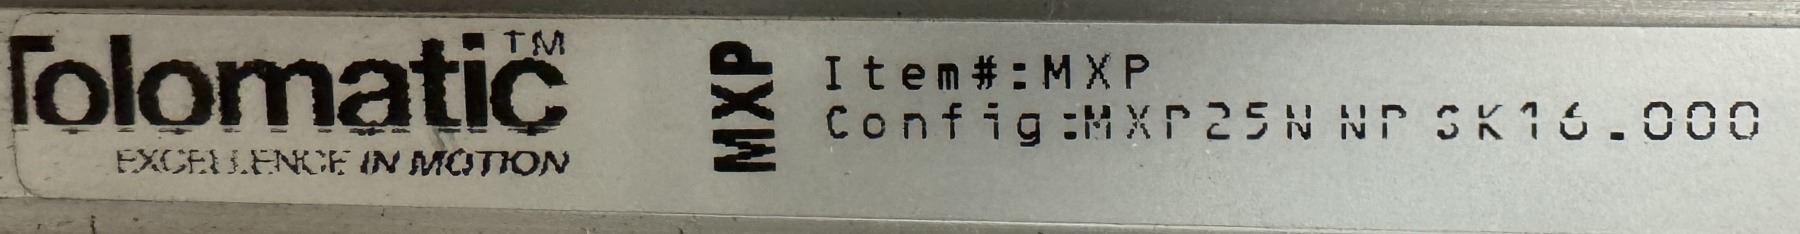 Tolomatic™
EXCELLENCE IN MOTION
MXP
Item#:MXP
Config:MXP25N NP SK16.000